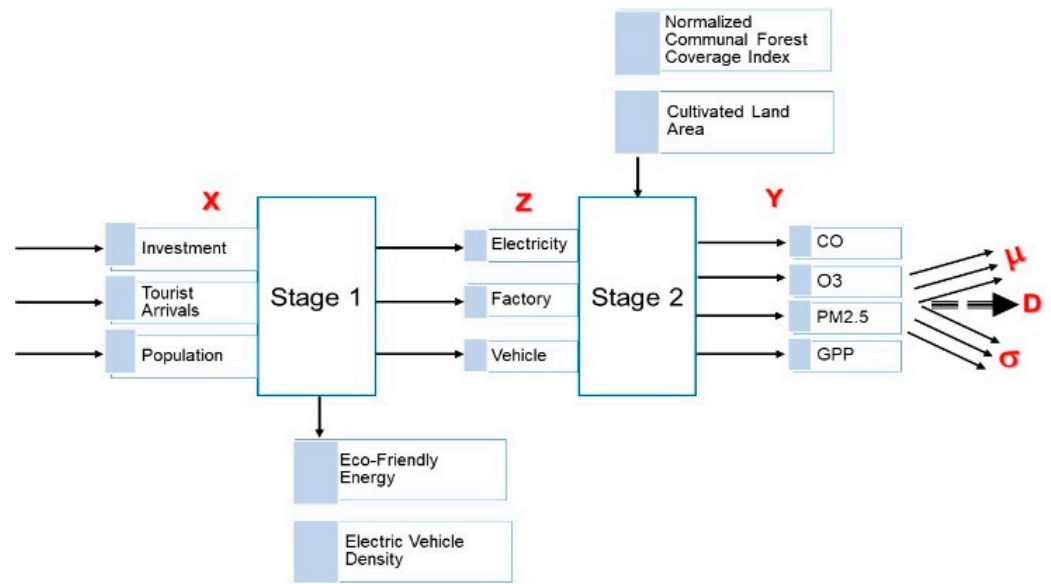 Normalized
Communal Forest
Coverage Index
Cultivated Land
Area
X
Z
Y
Investment
Tourist
Arrivals
Population
Stage 1
Electricity
Factory
Vehicle
Stage 2
CO
O3
PM2.5
GPP
μ
D
σ
Eco-Friendly
Energy
Electric Vehicle
Density